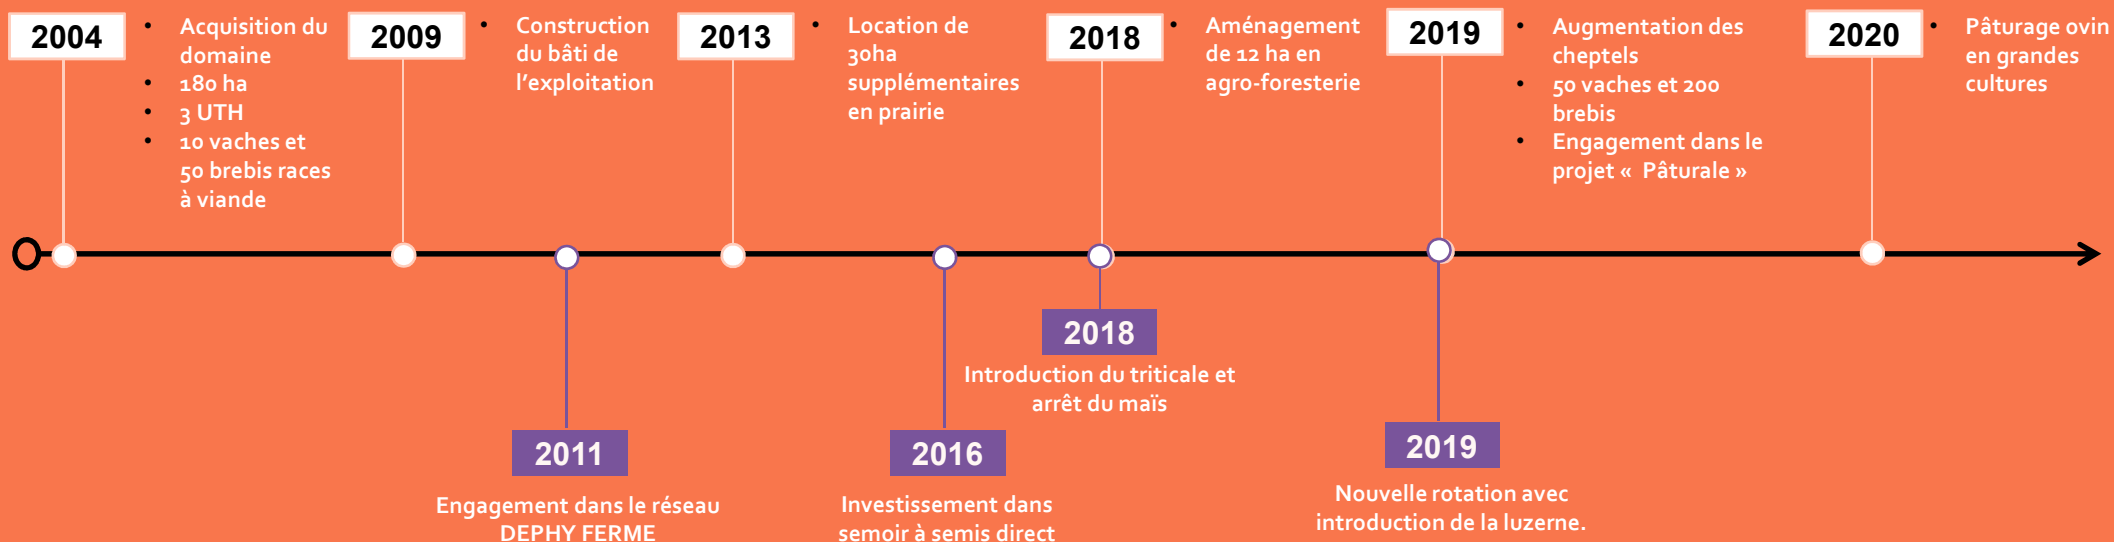 2004
• Acquisition du
domaine
• 180 ha
• 3 UTH
• 10 vaches et
50 brebis races
à viande
2009
• Construction
du bâti de
l'exploitation
2013
• Location de
30ha
supplémentaires
en prairie
2018
• Aménagement
de 12 ha en
agro-foresterie
2019
• Augmentation des
cheptels
• 50 vaches et 200
brebis
• Engagement dans le
projet « Pâturale »
2020
• Pâturage ovin
en grandes
cultures
2011
Engagement dans le réseau
DEPHY FERME
2016
Investissement dans
semoir à semis direct
2018
Introduction du triticale et
arrêt du maïs
2019
Nouvelle rotation avec
introduction de la luzerne.